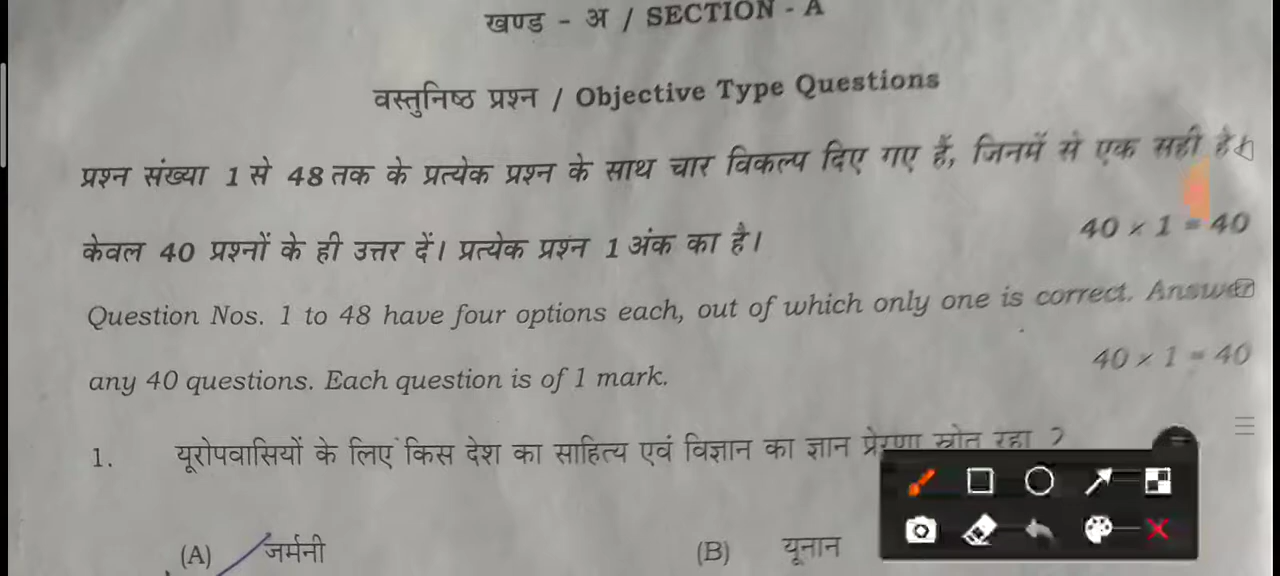 खण्ड - अ / SECTION - A
वस्तुनिष्ठ प्रश्न / Objective Type Questions
प्रश्न संख्या 1 से 48 तक के प्रत्येक प्रश्न के साथ चार विकल्प दिए गए हैं, जिनमें से एक सही है।
केवल 40 प्रश्नों के ही उत्तर दें। प्रत्येक प्रश्न 1 अंक का है। 40 × 1 = 40
Question Nos. 1 to 48 have four options each, out of which only one is correct. Answer
any 40 questions. Each question is of 1 mark. 40 × 1 = 40
1. यूरोपवासियों के लिए किस देश का साहित्य एवं विज्ञान का ज्ञान प्रेरणा स्रोत रहा ?
(A) जर्मनी (B) यूनान